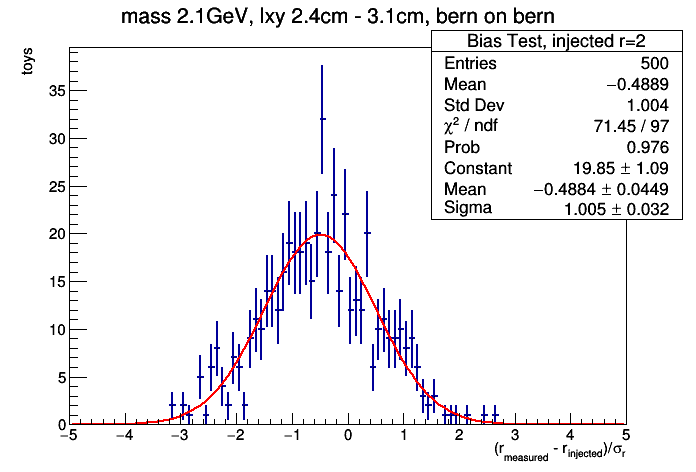 mass 2.1GeV, lxy 2.4cm - 3.1cm, bern on bern
Bias Test, injected r=2
Entries 500
Mean −0.4889
Std Dev 1.004
χ² / ndf 71.45 / 97
Prob 0.976
Constant 19.85 ± 1.09
Mean −0.4884 ± 0.0449
Sigma 1.005 ± 0.032
toys
35
30
25
20
15
10
5
0
−5 −4 −3 −2 −1 0 1 2 3 4 5
(r_measured - r_injected)/σ_r